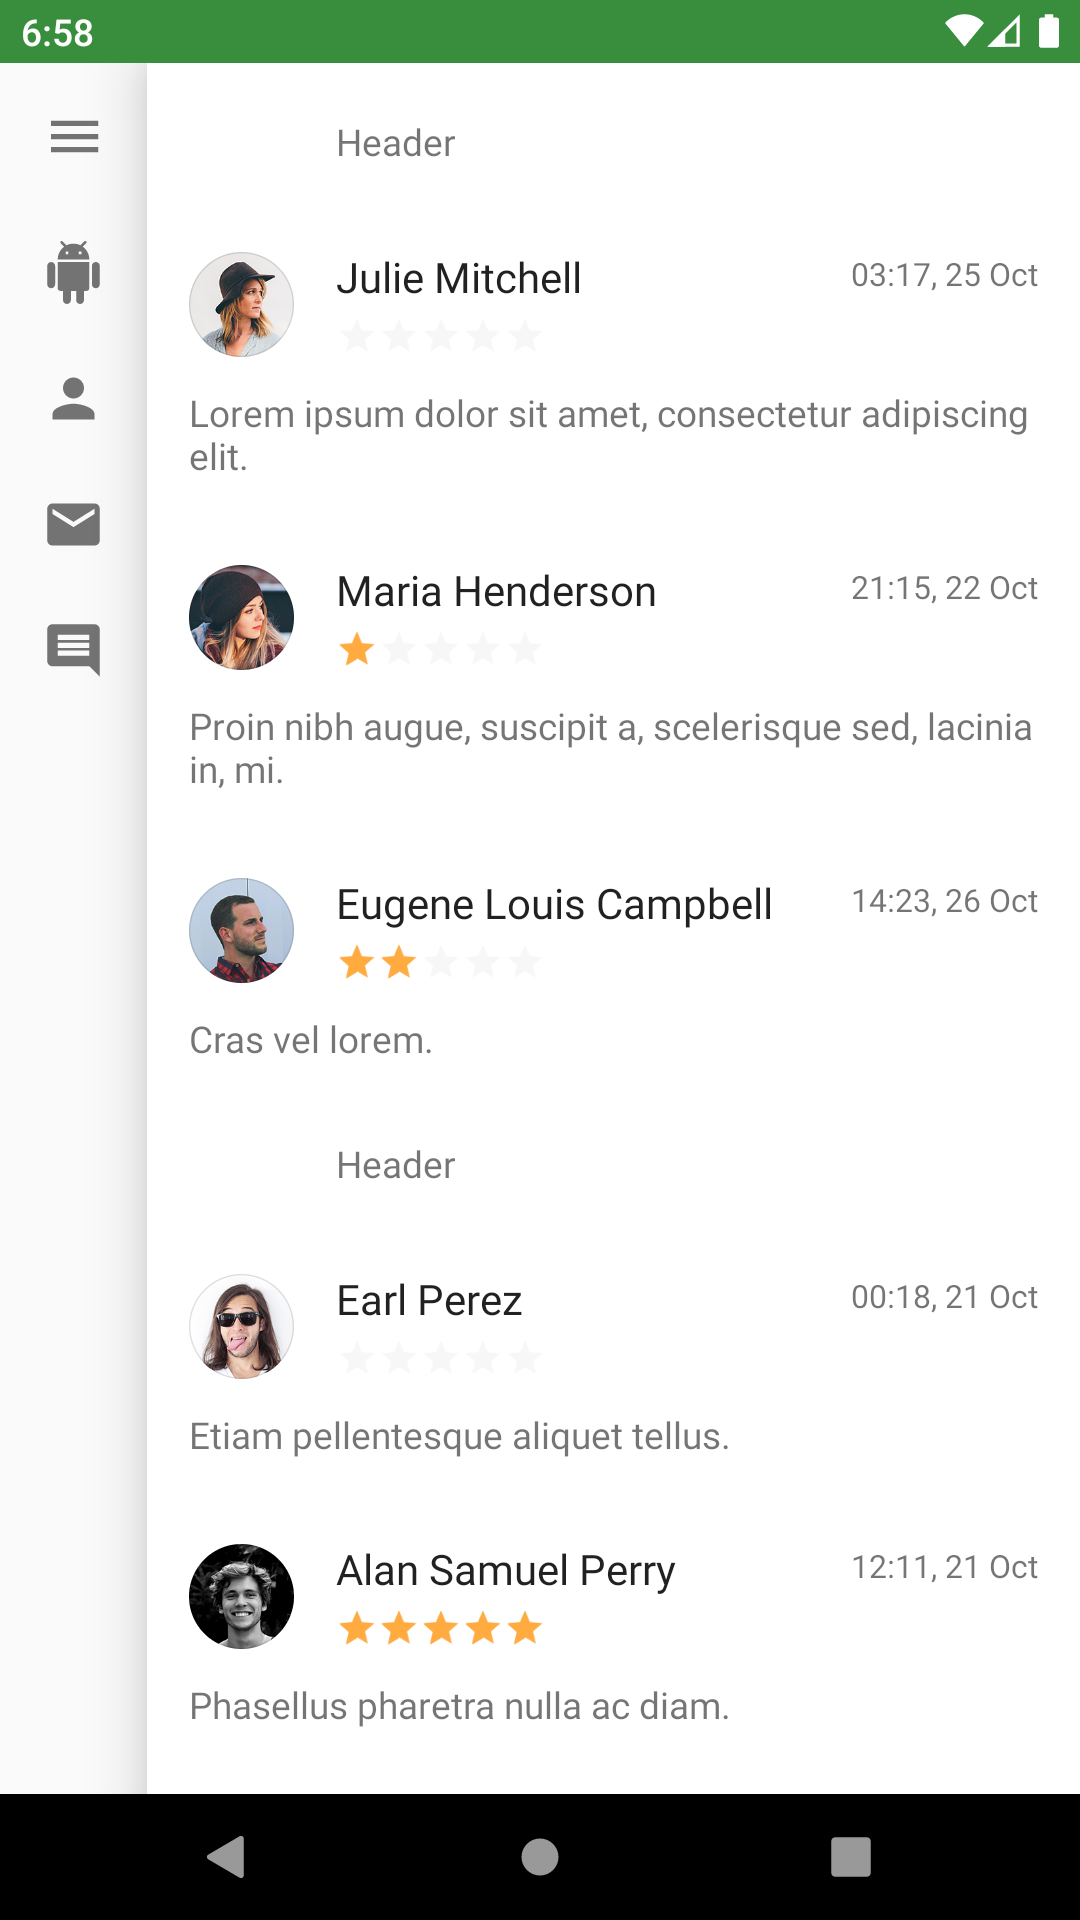 6:58
Header
Julie Mitchell
03:17, 25 Oct
Lorem ipsum dolor sit amet, consectetur adipiscing
elit.
Maria Henderson
21:15, 22 Oct
Proin nibh augue, suscipit a, scelerisque sed, lacinia
in, mi.
Eugene Louis Campbell
14:23, 26 Oct
Cras vel lorem.
Header
Earl Perez
00:18, 21 Oct
Etiam pellentesque aliquet tellus.
Alan Samuel Perry
12:11, 21 Oct
Phasellus pharetra nulla ac diam.